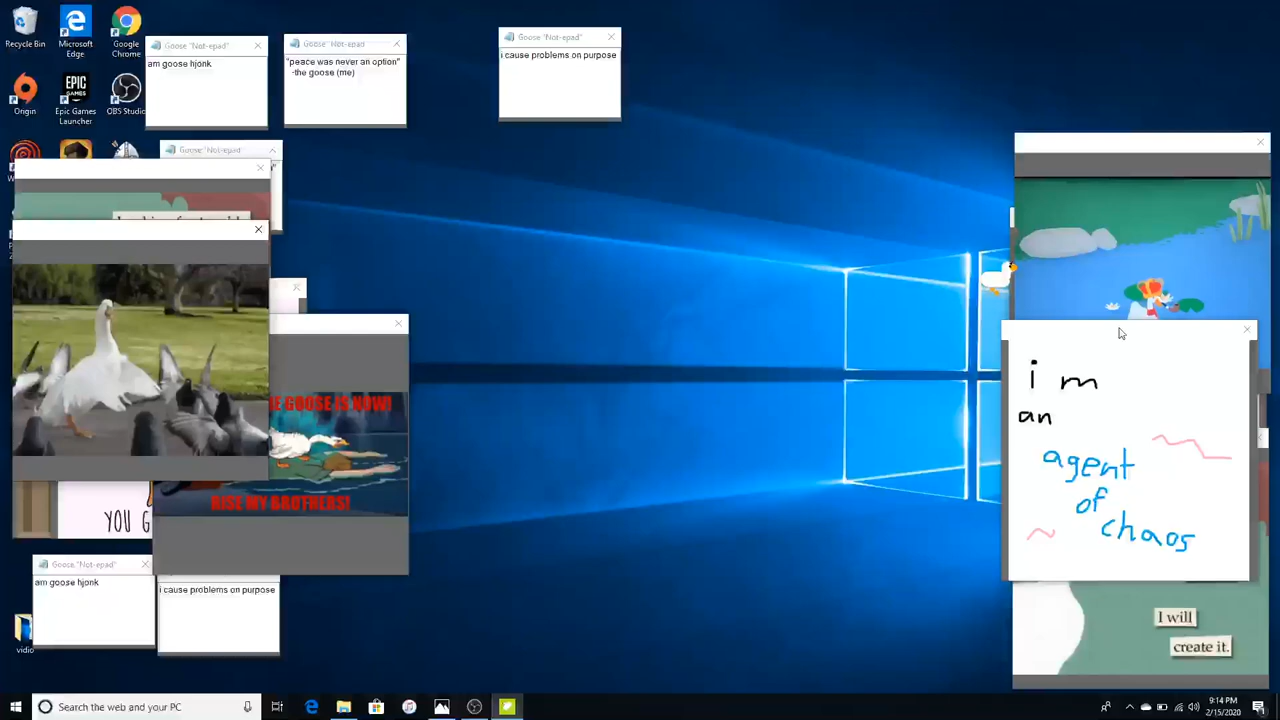 Recycle Bin
Microsoft Edge
Google Chrome
Origin
Epic Games Launcher
OBS Studio
Goose "Not-epad"
am goose hjonk
Goose "Not-epad"
"peace was never an option"
-the goose (me)
Goose "Not-epad"
i cause problems on purpose
Goose "Not-epad"
GOOSE IS NOW!
RISE MY BROTHERS!
YOU G
Goose "Not-epad"
am goose hjonk
i cause problems on purpose
i m
an
agent
of
chaos
I will
create it.
vidio
Search the web and your PC
9:14 PM
2/15/2020